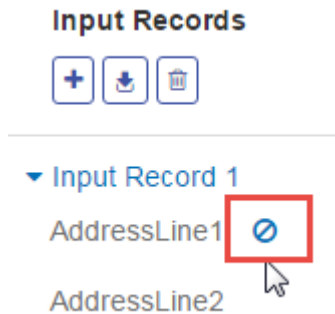 Input Records
Input Record 1
AddressLine1
AddressLine2